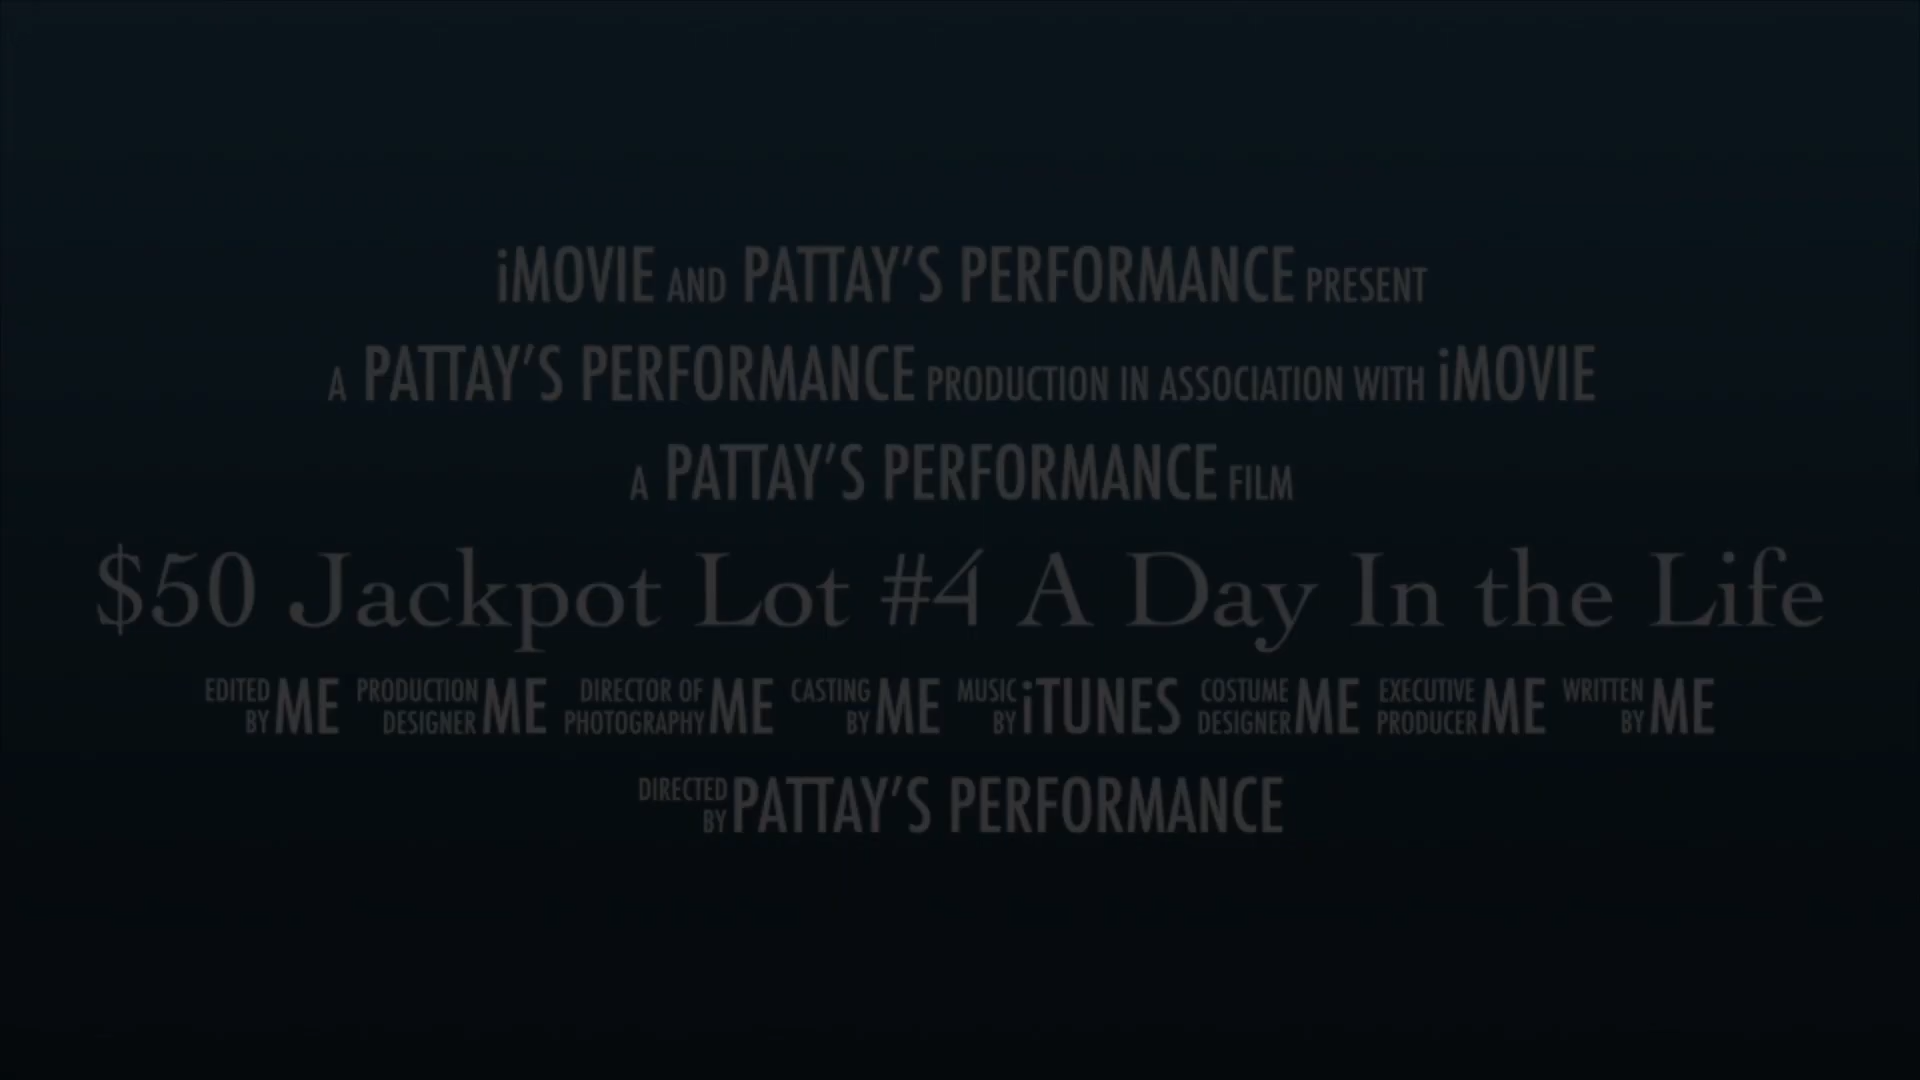 iMOVIE AND PATTAY'S PERFORMANCE PRESENT
A PATTAY'S PERFORMANCE PRODUCTION IN ASSOCIATION WITH iMOVIE
A PATTAY'S PERFORMANCE FILM
$50 Jackpot Lot #4 A Day In the Life
EDITED BY ME PRODUCTION DESIGNER ME DIRECTOR OF PHOTOGRAPHY ME CASTING BY ME MUSIC BY iTUNES COSTUME DESIGNER ME EXECUTIVE PRODUCER ME WRITTEN BY ME
DIRECTED BY PATTAY'S PERFORMANCE